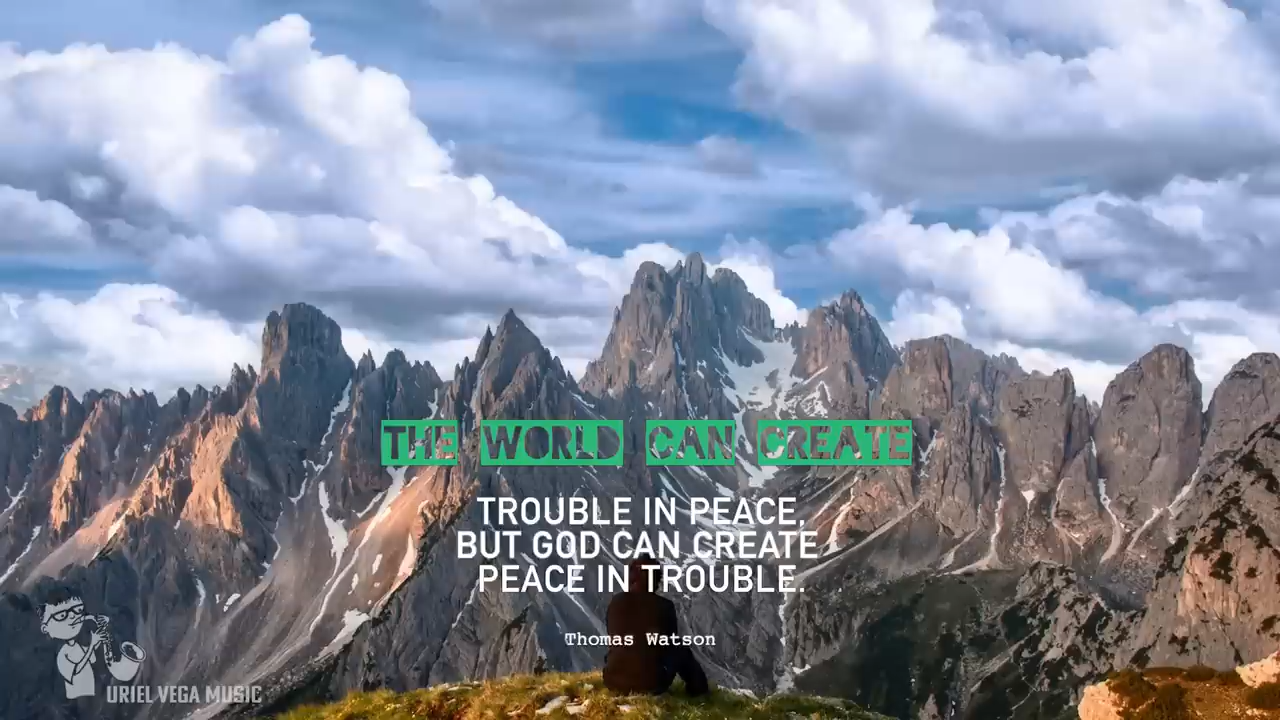 THE WORLD CAN CREATE
TROUBLE IN PEACE,
BUT GOD CAN CREATE
PEACE IN TROUBLE.
Thomas Watson
URIEL VEGA MUSIC